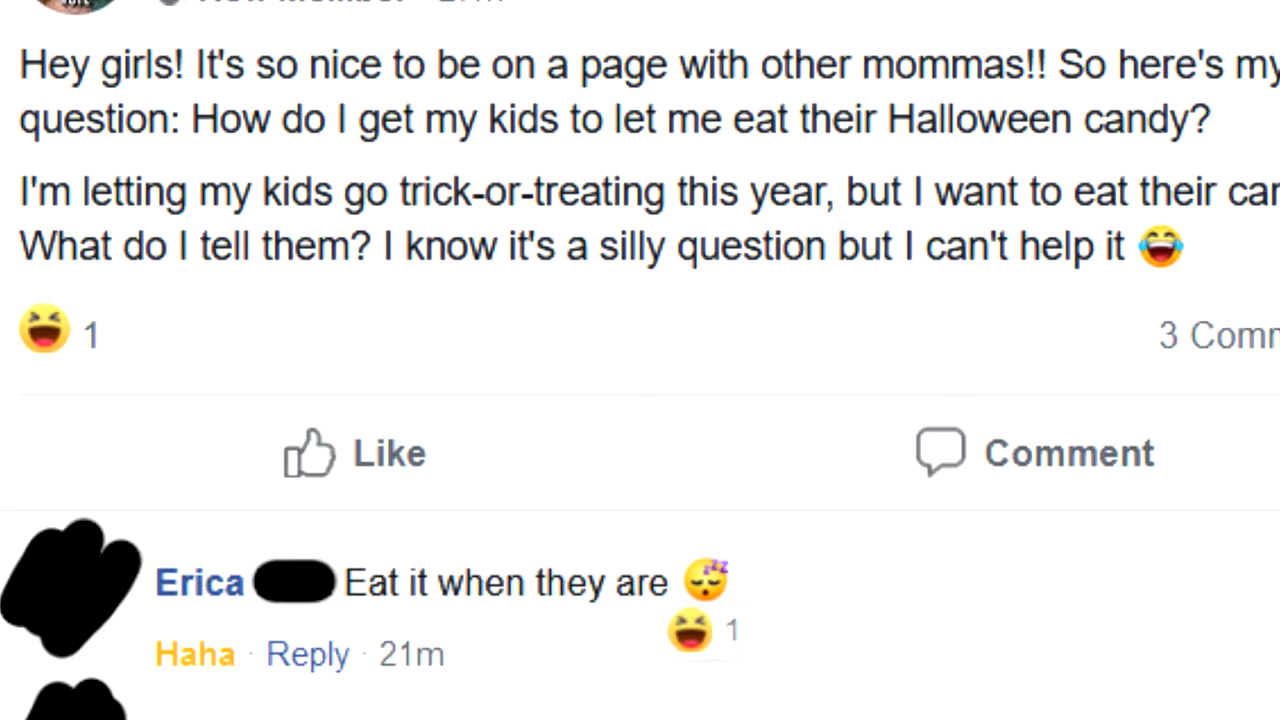 Hey girls! It's so nice to be on a page with other mommas!! So here's my
question: How do I get my kids to let me eat their Halloween candy?
I'm letting my kids go trick-or-treating this year, but I want to eat their
What do I tell them? I know it's a silly question but I can't help it 😂
😆 1
3
Like
Comment
Erica Eat it when they are 😴
😆 1
Haha · Reply · 21m